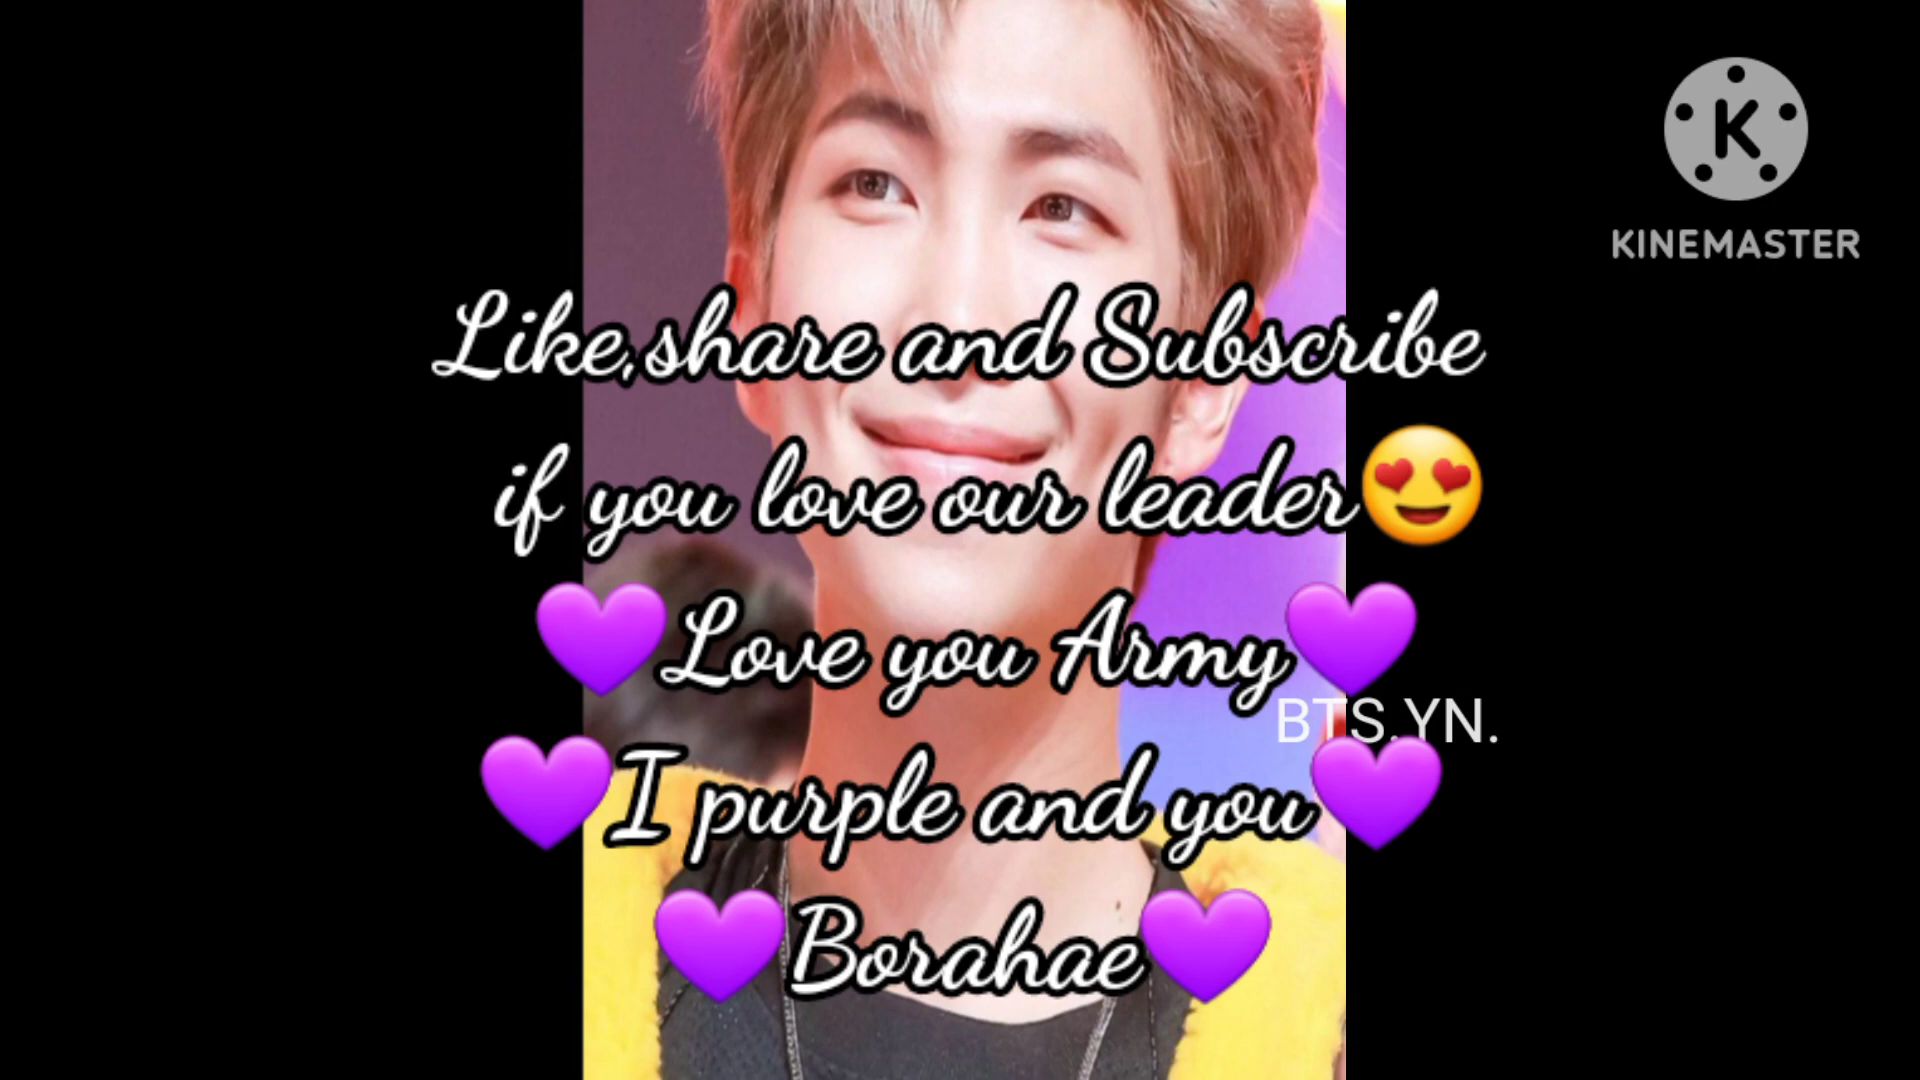 KINEMASTER
Like,share and Subscribe
if you love our leader😍
💜Love you Army💜
BTS.YN.
💜I purple and you💜
💜Borahae💜